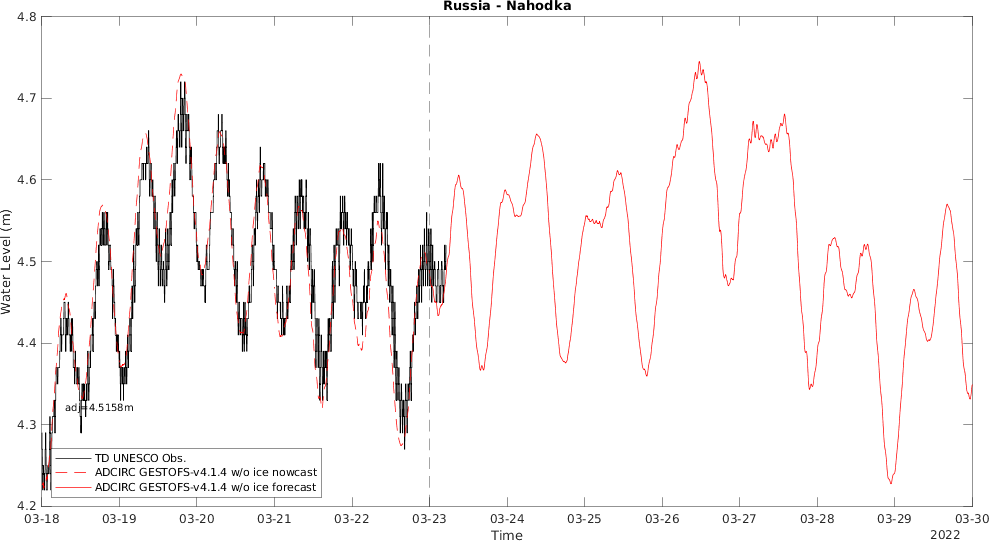 Russia - Nahodka
4.8
4.7
4.6
4.5
4.4
4.3
4.2
Water Level (m)
adj=4.5158m
TD UNESCO Obs.
ADCIRC GESTOFS-v4.1.4 w/o ice nowcast
ADCIRC GESTOFS-v4.1.4 w/o ice forecast
03-18 03-19 03-20 03-21 03-22 03-23 03-24 03-25 03-26 03-27 03-28 03-29 03-30
Time
2022